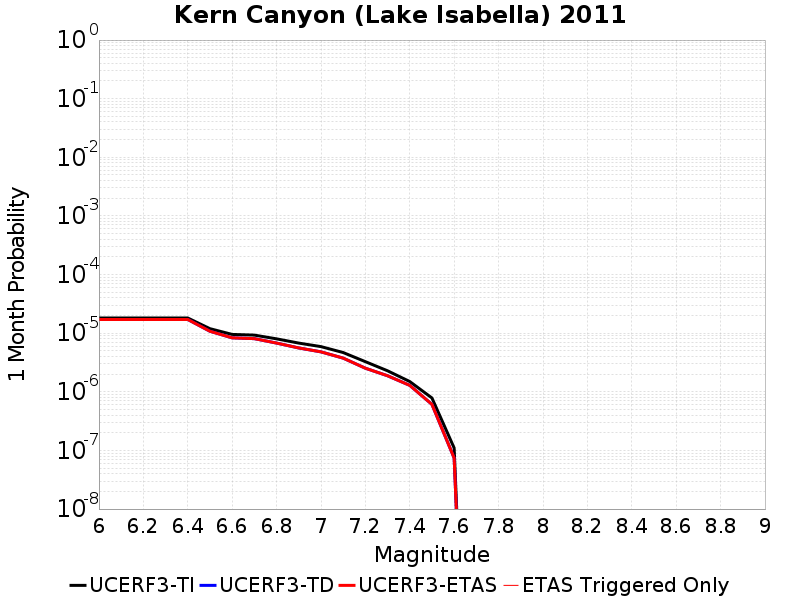 Kern Canyon (Lake Isabella) 2011
1 Month Probability
10^0
10^-1
10^-2
10^-3
10^-4
10^-5
10^-6
10^-7
10^-8
6 6.2 6.4 6.6 6.8 7 7.2 7.4 7.6 7.8 8 8.2 8.4 8.6 8.8 9
Magnitude
UCERF3-TI UCERF3-TD UCERF3-ETAS ETAS Triggered Only